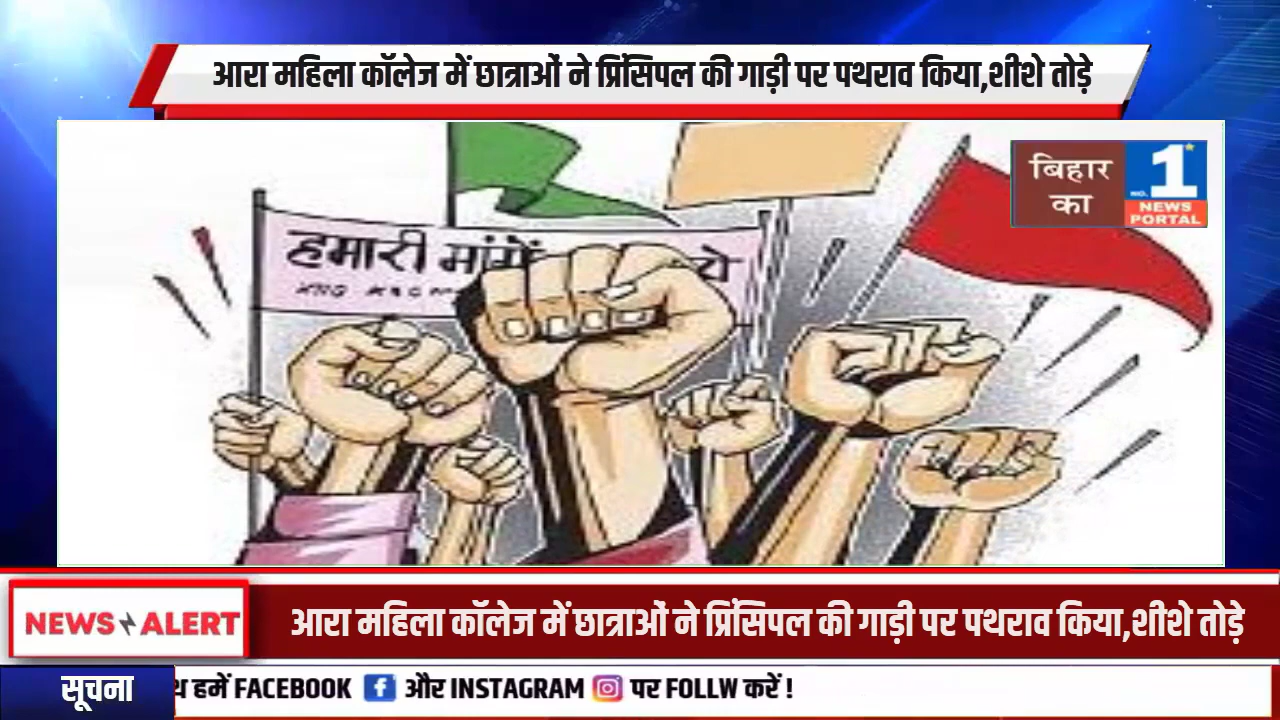 आरा महिला कॉलेज में छात्राओं ने प्रिंसिपल की गाड़ी पर पथराव किया,शीशे तोड़े
बिहार
का
NO. 1
NEWS
PORTAL
हमारी मांगें
NEWS ALERT
आरा महिला कॉलेज में छात्राओं ने प्रिंसिपल की गाड़ी पर पथराव किया,शीशे तोड़े
सूचना
हमें FACEBOOK और INSTAGRAM पर FOLLW करें !